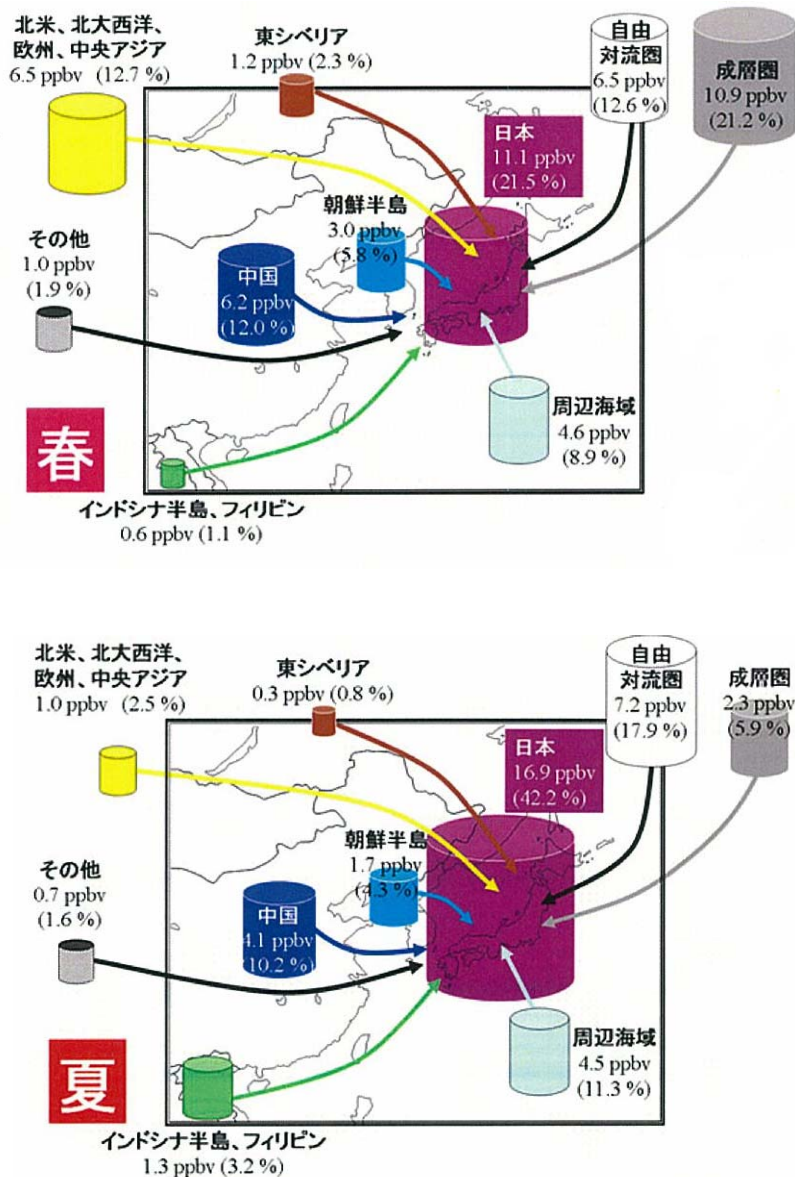 北米、北大西洋、
欧州、中央アジア
6.5 ppbv (12.7 %)
東シベリア
1.2 ppbv (2.3 %)
自由
対流圏
6.5 ppbv
(12.6 %)
成層圏
10.9 ppbv
(21.2 %)
日本
11.1 ppbv
(21.5 %)
朝鮮半島
3.0 ppbv
(5.8 %)
その他
1.0 ppbv
(1.9 %)
中国
6.2 ppbv
(12.0 %)
周辺海域
4.6 ppbv
(8.9 %)
春
インドシナ半島、フィリピン
0.6 ppbv (1.1 %)
北米、北大西洋、
欧州、中央アジア
1.0 ppbv (2.5 %)
東シベリア
0.3 ppbv (0.8 %)
自由
対流圏
7.2 ppbv
(17.9 %)
成層圏
2.3 ppbv
(5.9 %)
日本
16.9 ppbv
(42.2 %)
朝鮮半島
1.7 ppbv
(4.3 %)
その他
0.7 ppbv
(1.6 %)
中国
4.1 ppbv
(10.2 %)
周辺海域
4.5 ppbv
(11.3 %)
夏
インドシナ半島、フィリピン
1.3 ppbv (3.2 %)